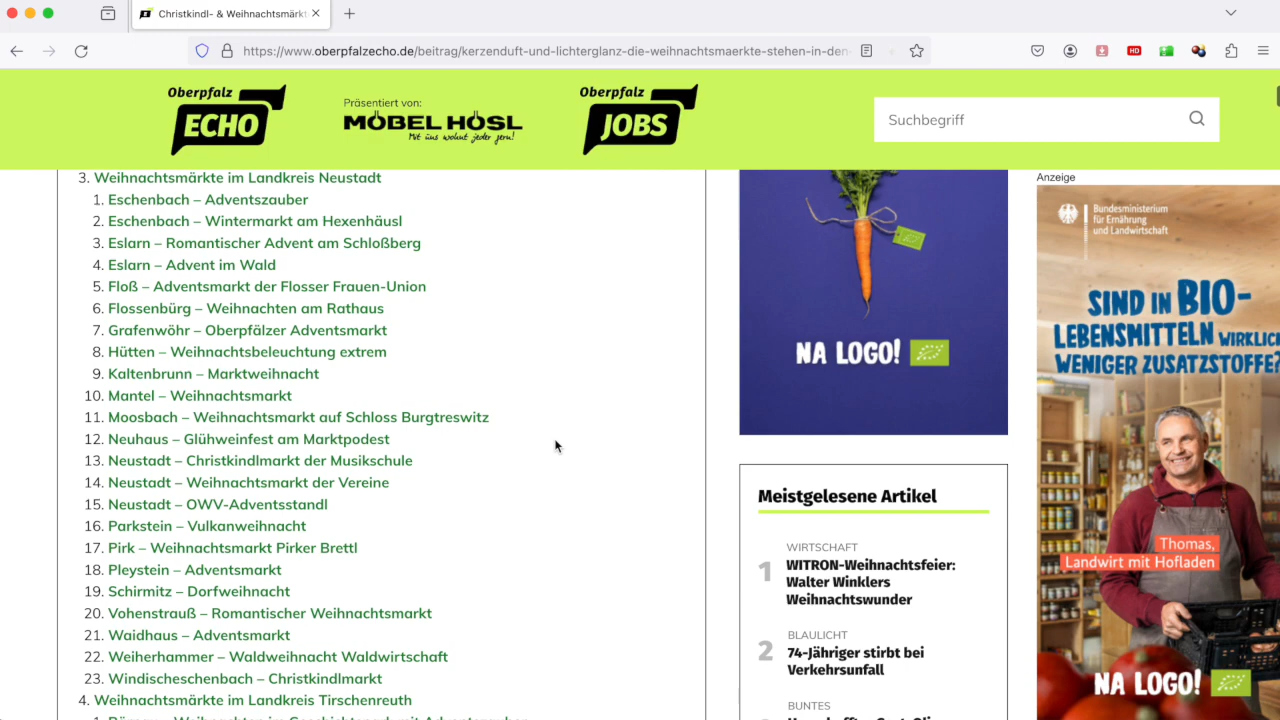 Christkindl- & Weihnachtsmärkt
https://www.oberpfalzecho.de/beitrag/kerzenduft-und-lichterglanz-die-weihnachtsmaerkte-stehen-in-den-
HD
Oberpfalz
ECHO
Präsentiert von:
MÖBEL HÖSL
Mit uns wohnt jeder gern!
Oberpfalz
JOBS
Suchbegriff
3. Weihnachtsmärkte im Landkreis Neustadt
1. Eschenbach – Adventszauber
2. Eschenbach – Wintermarkt am Hexenhäusl
3. Eslarn – Romantischer Advent am Schloßberg
4. Eslarn – Advent im Wald
5. Floß – Adventsmarkt der Flosser Frauen-Union
6. Flossenbürg – Weihnachten am Rathaus
7. Grafenwöhr – Oberpfälzer Adventsmarkt
8. Hütten – Weihnachtsbeleuchtung extrem
9. Kaltenbrunn – Marktweihnacht
10. Mantel – Weihnachtsmarkt
11. Moosbach – Weihnachtsmarkt auf Schloss Burgtreswitz
12. Neuhaus – Glühweinfest am Marktpodest
13. Neustadt – Christkindlmarkt der Musikschule
14. Neustadt – Weihnachtsmarkt der Vereine
15. Neustadt – OWV-Adventsstandl
16. Parkstein – Vulkanweihnacht
17. Pirk – Weihnachtsmarkt Pirker Brettl
18. Pleystein – Adventsmarkt
19. Schirmitz – Dorfweihnacht
20. Vohenstrauß – Romantischer Weihnachtsmarkt
21. Waidhaus – Adventsmarkt
22. Weiherhammer – Waldweihnacht Waldwirtschaft
23. Windischeschenbach – Christkindlmarkt
4. Weihnachtsmärkte im Landkreis Tirschenreuth
NA LOGO!
Meistgelesene Artikel
1
WIRTSCHAFT
WITRON-Weihnachtsfeier:
Walter Winklers
Weihnachtswunder
2
BLAULICHT
74-Jähriger stirbt bei
Verkehrsunfall
BUNTES
Anzeige
Bundesministerium
für Ernährung
und Landwirtschaft
SIND IN BIO-
LEBENSMITTELN WIRKLICH
WENIGER ZUSATZSTOFFE?
Thomas,
Landwirt mit Hofladen
NA LOGO!